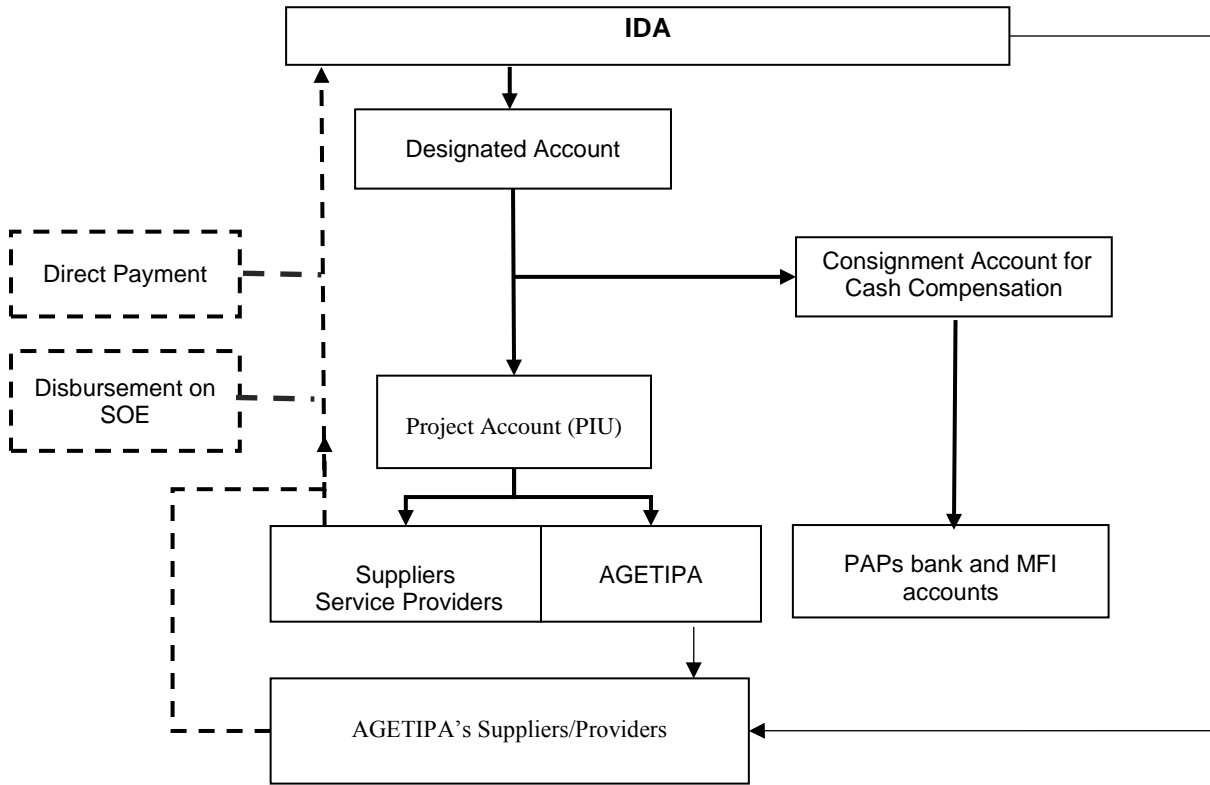 IDA
Designated Account
Direct Payment
Consignment Account for
Cash Compensation
Disbursement on
SOE
Project Account (PIU)
Suppliers
Service Providers
AGETIPA
PAPs bank and MFI
accounts
AGETIPA’s Suppliers/Providers